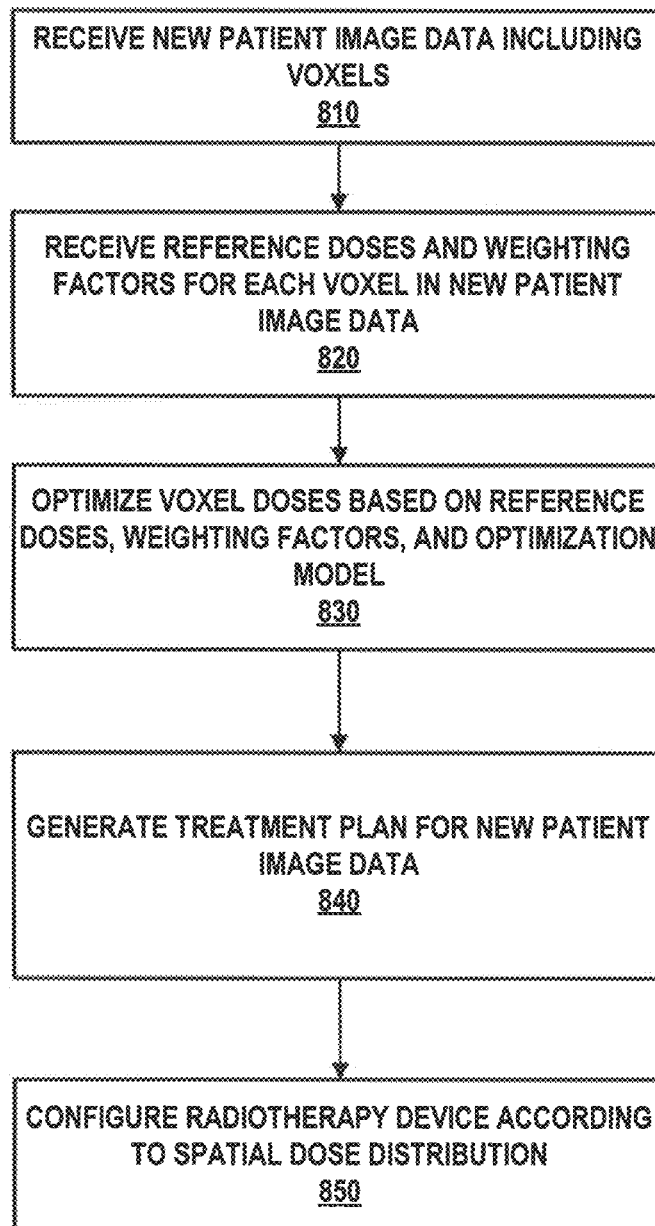 RECEIVE NEW PATIENT IMAGE DATA INCLUDING
VOXELS
810
RECEIVE REFERENCE DOSES AND WEIGHTING
FACTORS FOR EACH VOXEL IN NEW PATIENT
IMAGE DATA
820
OPTIMIZE VOXEL DOSES BASED ON REFERENCE
DOSES, WEIGHTING FACTORS, AND OPTIMIZATION
MODEL
830
GENERATE TREATMENT PLAN FOR NEW PATIENT
IMAGE DATA
840
CONFIGURE RADIOTHERAPY DEVICE ACCORDING
TO SPATIAL DOSE DISTRIBUTION
850